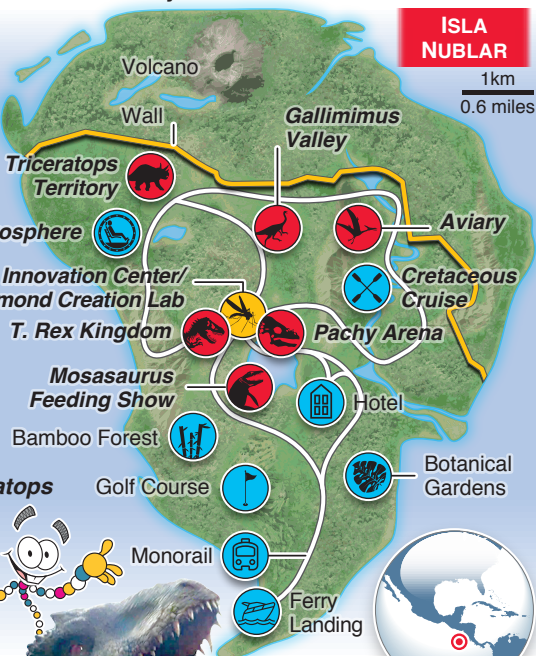 ISLA
NUBLAR
1km
0.6 miles
Volcano
Wall
Gallimimus
Valley
Triceratops
Territory
osphere
Aviary
Innovation Center/
mond Creation Lab
Cretaceous
Cruise
T. Rex Kingdom
Pachy Arena
Mosasaurus
Feeding Show
Hotel
Bamboo Forest
atops
Golf Course
Botanical
Gardens
Monorail
Ferry
Landing